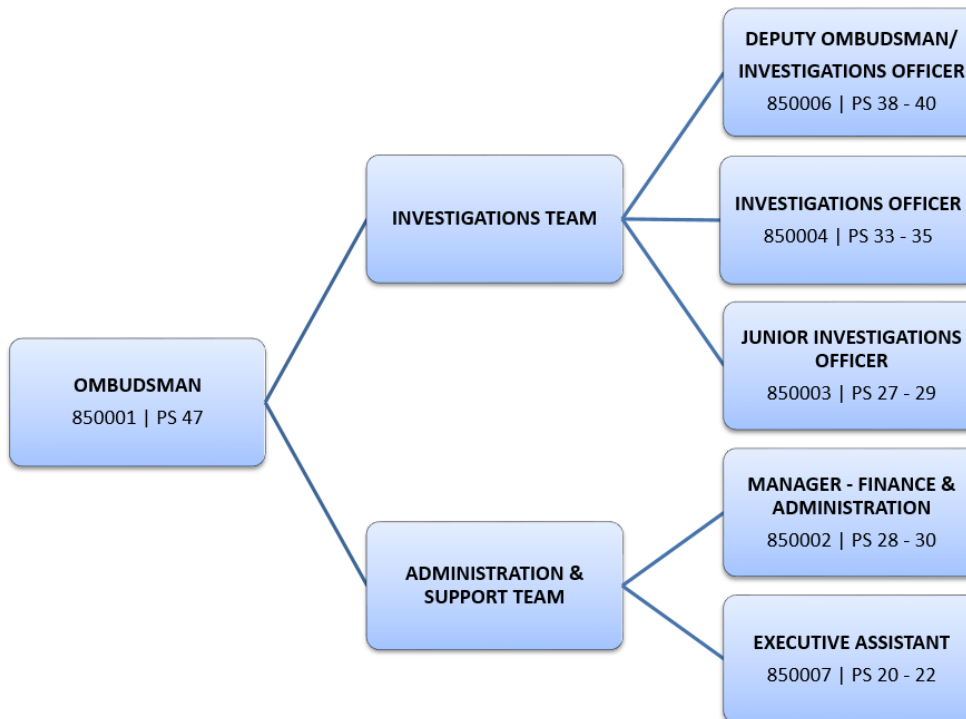 OMBUDSMAN
850001 | PS 47
INVESTIGATIONS TEAM
DEPUTY OMBUDSMAN/
INVESTIGATIONS OFFICER
850006 | PS 38 - 40
INVESTIGATIONS OFFICER
850004 | PS 33 - 35
JUNIOR INVESTIGATIONS
OFFICER
850003 | PS 27 - 29
ADMINISTRATION &
SUPPORT TEAM
MANAGER - FINANCE &
ADMINISTRATION
850002 | PS 28 - 30
EXECUTIVE ASSISTANT
850007 | PS 20 - 22